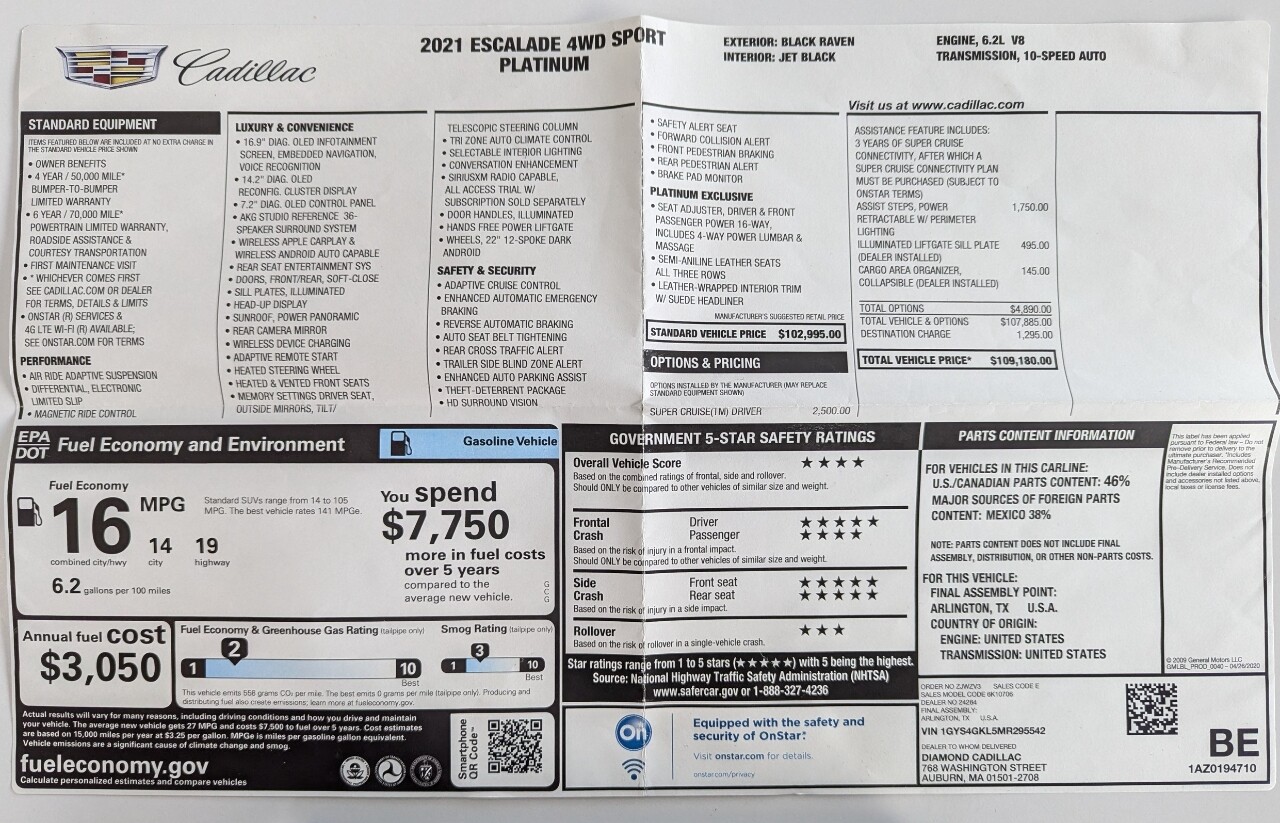 Cadillac
2021 ESCALADE 4WD SPORT
PLATINUM
EXTERIOR: BLACK RAVEN
INTERIOR: JET BLACK
ENGINE, 6.2L V8
TRANSMISSION, 10-SPEED AUTO
Visit us at www.cadillac.com
STANDARD EQUIPMENT
ITEMS FEATURED BELOW ARE INCLUDED AT NO EXTRA CHARGE IN
THE STANDARD VEHICLE PRICE SHOWN
• OWNER BENEFITS
• 4 YEAR / 50,000 MILE*
BUMPER-TO-BUMPER
LIMITED WARRANTY
• 6 YEAR / 70,000 MILE*
POWERTRAIN LIMITED WARRANTY,
ROADSIDE ASSISTANCE &
COURTESY TRANSPORTATION
• FIRST MAINTENANCE VISIT
• * WHICHEVER COMES FIRST
SEE CADILLAC.COM OR DEALER
FOR TERMS, DETAILS & LIMITS
• ONSTAR (R) SERVICES &
4G LTE WI-FI (R) AVAILABLE;
SEE ONSTAR.COM FOR TERMS
PERFORMANCE
• AIR RIDE ADAPTIVE SUSPENSION
• DIFFERENTIAL, ELECTRONIC
LIMITED SLIP
• MAGNETIC RIDE CONTROL
LUXURY & CONVENIENCE
• 16.9" DIAG. OLED INFOTAINMENT
SCREEN, EMBEDDED NAVIGATION,
VOICE RECOGNITION
• 14.2" DIAG. OLED
RECONFIG. CLUSTER DISPLAY
• 7.2" DIAG. OLED CONTROL PANEL
• AKG STUDIO REFERENCE 36-
SPEAKER SURROUND SYSTEM
• WIRELESS APPLE CARPLAY &
WIRELESS ANDROID AUTO CAPABLE
• REAR SEAT ENTERTAINMENT SYS
• DOORS, FRONT/REAR, SOFT-CLOSE
• SILL PLATES, ILLUMINATED
• HEAD-UP DISPLAY
• SUNROOF, POWER PANORAMIC
• REAR CAMERA MIRROR
• WIRELESS DEVICE CHARGING
• ADAPTIVE REMOTE START
• HEATED STEERING WHEEL
• HEATED & VENTED FRONT SEATS
• MEMORY SETTINGS DRIVER SEAT,
OUTSIDE MIRRORS, TILT/
TELESCOPIC STEERING COLUMN
• TRI ZONE AUTO CLIMATE CONTROL
• SELECTABLE INTERIOR LIGHTING
• CONVERSATION ENHANCEMENT
• SIRIUSXM RADIO CAPABLE,
ALL ACCESS TRIAL W/
SUBSCRIPTION SOLD SEPARATELY
• DOOR HANDLES, ILLUMINATED
• HANDS FREE POWER LIFTGATE
• WHEELS, 22" 12-SPOKE DARK
ANDROID
SAFETY & SECURITY
• ADAPTIVE CRUISE CONTROL
• ENHANCED AUTOMATIC EMERGENCY
BRAKING
• REVERSE AUTOMATIC BRAKING
• AUTO SEAT BELT TIGHTENING
• REAR CROSS TRAFFIC ALERT
• TRAILER SIDE BLIND ZONE ALERT
• ENHANCED AUTO PARKING ASSIST
• THEFT-DETERRENT PACKAGE
• HD SURROUND VISION
• SAFETY ALERT SEAT
• FORWARD COLLISION ALERT
• FRONT PEDESTRIAN BRAKING
• REAR PEDESTRIAN ALERT
• BRAKE PAD MONITOR
PLATINUM EXCLUSIVE
• SEAT ADJUSTER, DRIVER & FRONT
PASSENGER POWER 16-WAY,
INCLUDES 4-WAY POWER LUMBAR &
MASSAGE
• SEMI-ANILINE LEATHER SEATS
ALL THREE ROWS
• LEATHER-WRAPPED INTERIOR TRIM
W/ SUEDE HEADLINER
MANUFACTURER'S SUGGESTED RETAIL PRICE
STANDARD VEHICLE PRICE $102,995.00
OPTIONS & PRICING
OPTIONS INSTALLED BY THE MANUFACTURER (MAY REPLACE
STANDARD EQUIPMENT SHOWN)
SUPER CRUISE(TM) DRIVER 2,500.00
ASSISTANCE FEATURE INCLUDES:
3 YEARS OF SUPER CRUISE
CONNECTIVITY, AFTER WHICH A
SUPER CRUISE CONNECTIVITY PLAN
MUST BE PURCHASED (SUBJECT TO
ONSTAR TERMS)
ASSIST STEPS, POWER 1,750.00
RETRACTABLE W/ PERIMETER
LIGHTING
ILLUMINATED LIFTGATE SILL PLATE 495.00
(DEALER INSTALLED)
CARGO AREA ORGANIZER, 145.00
COLLAPSIBLE (DEALER INSTALLED)
TOTAL OPTIONS $4,890.00
TOTAL VEHICLE & OPTIONS $107,885.00
DESTINATION CHARGE 1,295.00
TOTAL VEHICLE PRICE* $109,180.00
EPA
DOT Fuel Economy and Environment
Gasoline Vehicle
Fuel Economy
16 MPG
combined city/hwy
14
city
19
highway
6.2 gallons per 100 miles
Standard SUVs range from 14 to 105
MPG. The best vehicle rates 141 MPGe.
You spend
$7,750
more in fuel costs
over 5 years
compared to the
average new vehicle.
G
C
G
Annual fuel cost
$3,050
Fuel Economy & Greenhouse Gas Rating (tailpipe only)
2
1
10
Best
Smog Rating (tailpipe only)
3
1
10
Best
This vehicle emits 556 grams CO₂ per mile. The best emits 0 grams per mile (tailpipe only). Producing and
distributing fuel also create emissions; learn more at fueleconomy.gov.
Actual results will vary for many reasons, including driving conditions and how you drive and maintain
your vehicle. The average new vehicle gets 27 MPG and costs $7,500 to fuel over 5 years. Cost estimates
are based on 15,000 miles per year at $3.25 per gallon. MPGe is miles per gasoline gallon equivalent.
Vehicle emissions are a significant cause of climate change and smog.
fueleconomy.gov
Calculate personalized estimates and compare vehicles
Smartphone
QR Code™
GOVERNMENT 5-STAR SAFETY RATINGS
Overall Vehicle Score ★★★★
Based on the combined ratings of frontal, side and rollover.
Should ONLY be compared to other vehicles of similar size and weight.
Frontal Driver ★★★★★
Crash Passenger ★★★★
Based on the risk of injury in a frontal impact.
Should ONLY be compared to other vehicles of similar size and weight.
Side Front seat ★★★★★
Crash Rear seat ★★★★★
Based on the risk of injury in a side impact.
Rollover ★★★
Based on the risk of rollover in a single-vehicle crash.
Star ratings range from 1 to 5 stars (★★★★★) with 5 being the highest.
Source: National Highway Traffic Safety Administration (NHTSA)
www.safercar.gov or 1-888-327-4236
On
Equipped with the safety and
security of OnStar.®
Visit onstar.com for details.
onstar.com/privacy
PARTS CONTENT INFORMATION
FOR VEHICLES IN THIS CARLINE:
U.S./CANADIAN PARTS CONTENT: 46%
MAJOR SOURCES OF FOREIGN PARTS
CONTENT: MEXICO 38%
NOTE: PARTS CONTENT DOES NOT INCLUDE FINAL
ASSEMBLY, DISTRIBUTION, OR OTHER NON-PARTS COSTS.
FOR THIS VEHICLE:
FINAL ASSEMBLY POINT:
ARLINGTON, TX U.S.A.
COUNTRY OF ORIGIN:
ENGINE: UNITED STATES
TRANSMISSION: UNITED STATES
This label has been applied
pursuant to Federal law – Do not
remove prior to delivery to the
ultimate purchaser. *Includes
Manufacturer's Recommended
Pre-Delivery Service. Does not
include dealer installed options
and accessories not listed above,
local taxes or license fees.
© 2009 General Motors LLC
GMLBL_PROD_0040 – 04/26/2020
ORDER NO ZJWZV3 SALES CODE E
SALES MODEL CODE 6K10706
DEALER NO 24284
FINAL ASSEMBLY:
ARLINGTON, TX U.S.A.
VIN 1GYS4GKL5MR295542
DEALER TO WHOM DELIVERED
DIAMOND CADILLAC
768 WASHINGTON STREET
AUBURN, MA 01501-2708
BE
1AZ0194710